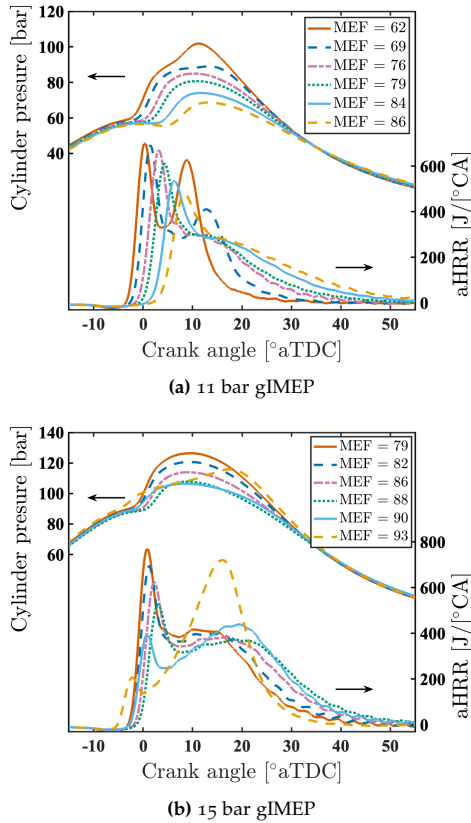 120
100
80
60
40
Cylinder presure [bar]
MEF = 62
MEF = 69
MEF = 76
MEF = 79
MEF = 84
MEF = 86
600
400
200
0
aHRR [J/[°CA]
-10 0 10 20 30 40 50
Crank angle [°aTDC]
(a) 11 bar gIMEP
140
120
100
80
60
Cylinder presure [bar]
MEF = 79
MEF = 82
MEF = 86
MEF = 88
MEF = 90
MEF = 93
800
600
400
200
0
aHRR [J/[°CA]
-10 0 10 20 30 40 50
Crank angle [°aTDC]
(b) 15 bar gIMEP